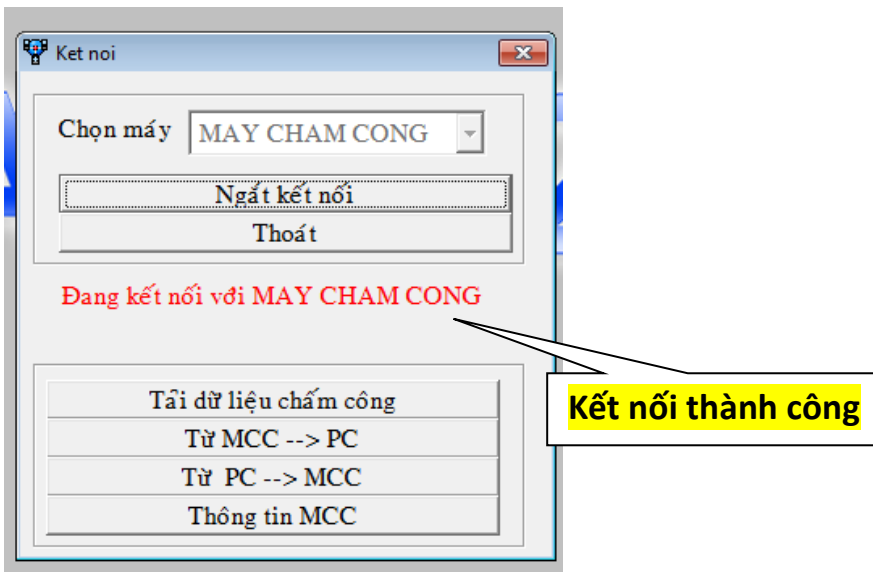 Ket noi
Chọn máy MAY CHAM CONG
Ngắt kết nối
Thoát
Đang kết nối với MAY CHAM CONG
Tải dữ liệu chấm công
Từ MCC --> PC
Từ PC --> MCC
Thông tin MCC
Kết nối thành công